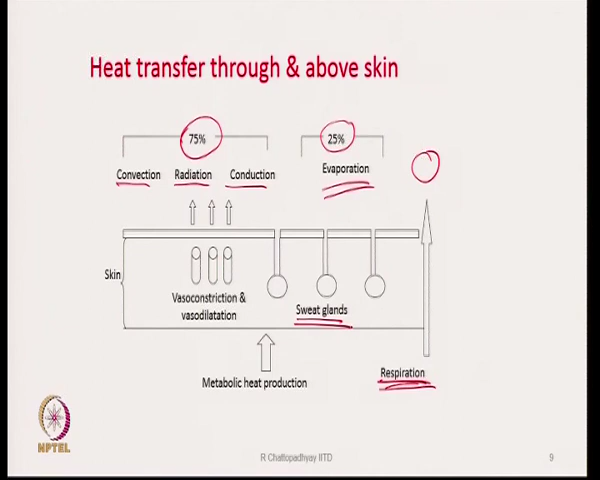 Heat transfer through & above skin
75%
25%
Convection Radiation Conduction
Evaporation
Skin
Vasoconstriction &
vasodilatation
Sweat glands
Respiration
Metabolic heat production
NPTEL
R Chattopadhyay IITD
9